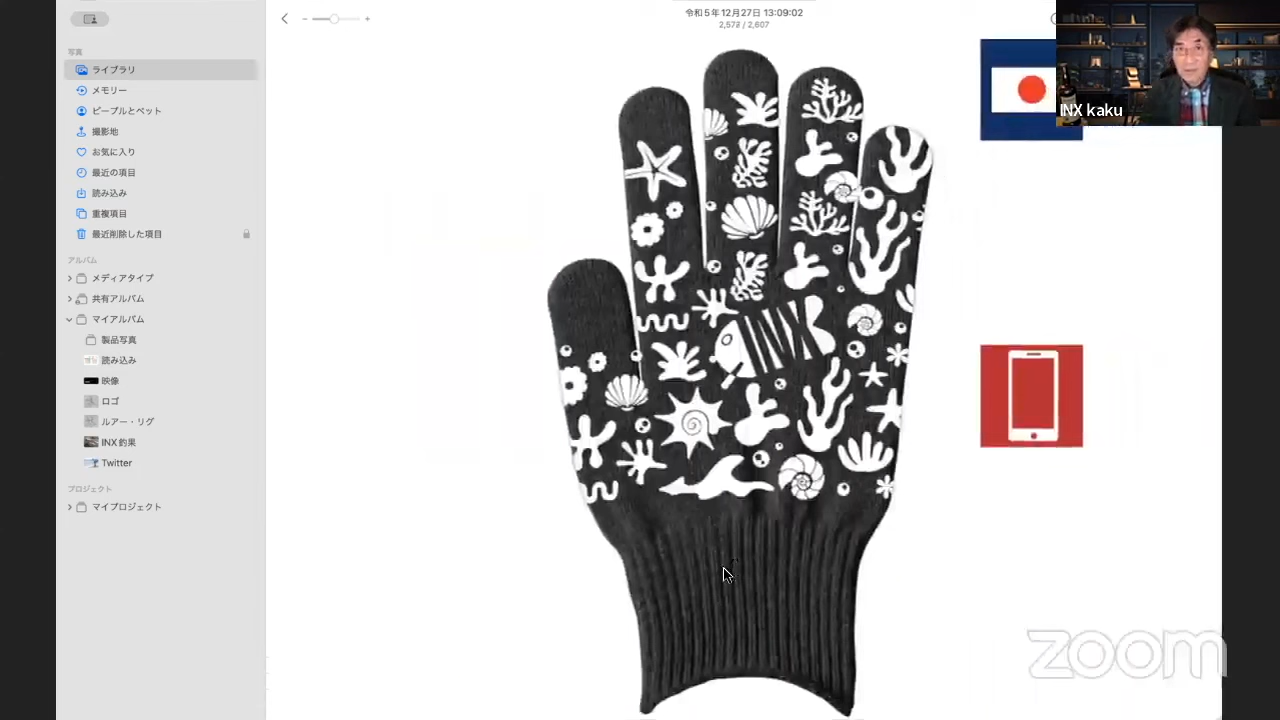 令和5年12月27日 13:09:02
2,578 / 2,607
写真
ライブラリ
メモリー
ピープルとペット
撮影地
お気に入り
最近の項目
読み込み
重複項目
最近削除した項目
アルバム
メディアタイプ
共有アルバム
マイアルバム
製品写真
読み込み
映像
ロゴ
ルアー・リグ
INX 釣果
Twitter
プロジェクト
マイプロジェクト
INX
INX kaku
zoom